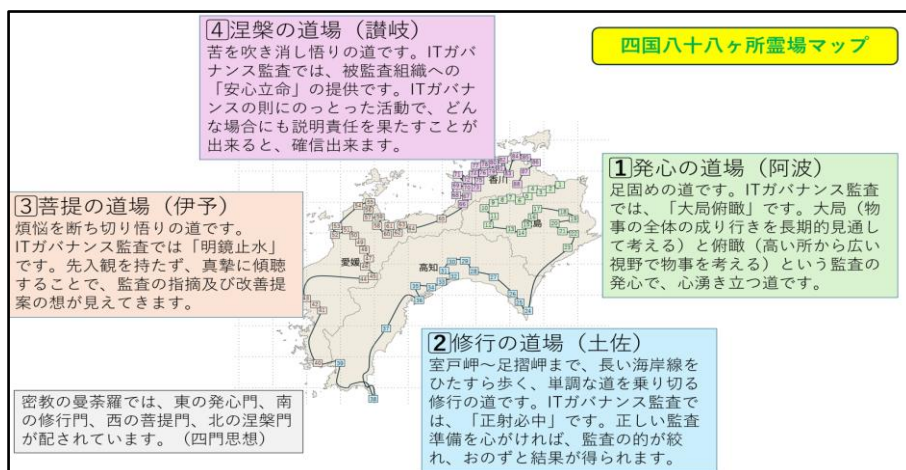 四国八十八ヶ所霊場マップ
4涅槃の道場（讃岐）
苦を吹き消し悟りの道です。ITガバ
ナンス監査では、被監査組織への
「安心立命」の提供です。ITガバナ
ンスの則にのっとった活動で、どん
な場合にも説明責任を果たすことが
出来ると、確信出来ます。
1発心の道場（阿波）
足固めの道です。ITガバナンス監査
では、「大局俯瞰」です。大局（物
事の全体の成り行きを長期的見通し
て考える）と俯瞰（高い所から広い
視野で物事を考える）という監査の
発心で、心湧き立つ道です。
3菩提の道場（伊予）
煩悩を断ち切り悟りの道です。
ITガバナンス監査では「明鏡止水」
です。先入観を持たず、真摯に傾聴
することで、監査の指摘及び改善提
案の想が見えてきます。
香川
島
愛媛
高知
2修行の道場（土佐）
室戸岬～足摺岬まで、長い海岸線を
ひたすら歩く、単調な道を乗り切る
修行の道です。ITガバナンス監査で
は、「正射必中」です。正しい監査
準備を心がければ、監査の的が絞
れ、おのずと結果が得られます。
密教の曼荼羅では、東の発心門、南
の修行門、西の菩提門、北の涅槃門
が配されています。（四門思想）